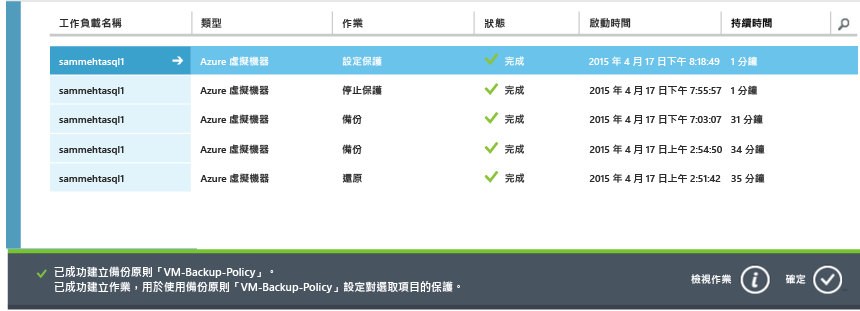 工作負載名稱 類型 作業 狀態 啟動時間 持續時間
sammehtasql1 Azure 虛擬機器 設定保護 完成 2015 年 4 月 17 日下午 8:18:49 1 分鐘
sammehtasql1 Azure 虛擬機器 停止保護 完成 2015 年 4 月 17 日下午 7:55:57 1 分鐘
sammehtasql1 Azure 虛擬機器 備份 完成 2015 年 4 月 17 日下午 7:03:07 31 分鐘
sammehtasql1 Azure 虛擬機器 備份 完成 2015 年 4 月 17 日上午 2:54:50 34 分鐘
sammehtasql1 Azure 虛擬機器 還原 完成 2015 年 4 月 17 日上午 2:51:42 35 分鐘
已成功建立備份原則「VM-Backup-Policy」。
已成功建立作業，用於使用備份原則「VM-Backup-Policy」設定對選取項目的保護。
檢視作業 確定